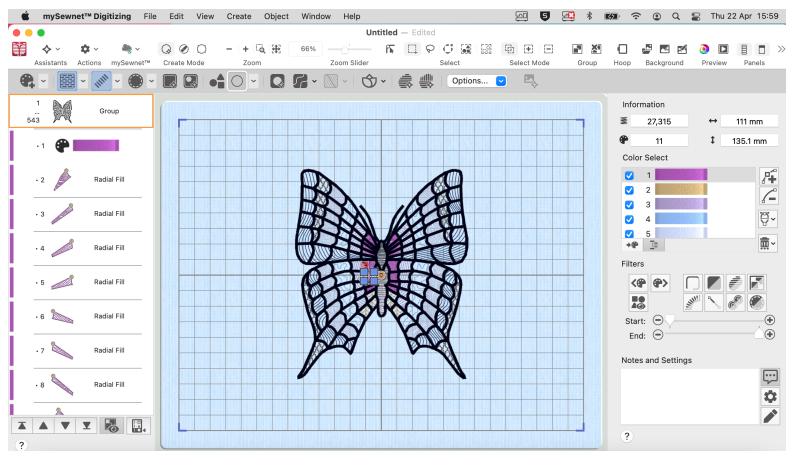 mySewnet™ Digitizing File Edit View Create Object Window Help Thu 22 Apr 15:59
Untitled — Edited
66%
Assistants Actions mySewnet™ Create Mode Zoom Zoom Slider Select Select Mode Group Hoop Background Preview Panels
Options...
1
...
543
Group
1
2 Radial Fill
3 Radial Fill
4 Radial Fill
5 Radial Fill
6 Radial Fill
7 Radial Fill
8 Radial Fill
?
Information
27,315 111 mm
11 135.1 mm
Color Select
1
2
3
4
5
Filters
Start:
End:
Notes and Settings
?